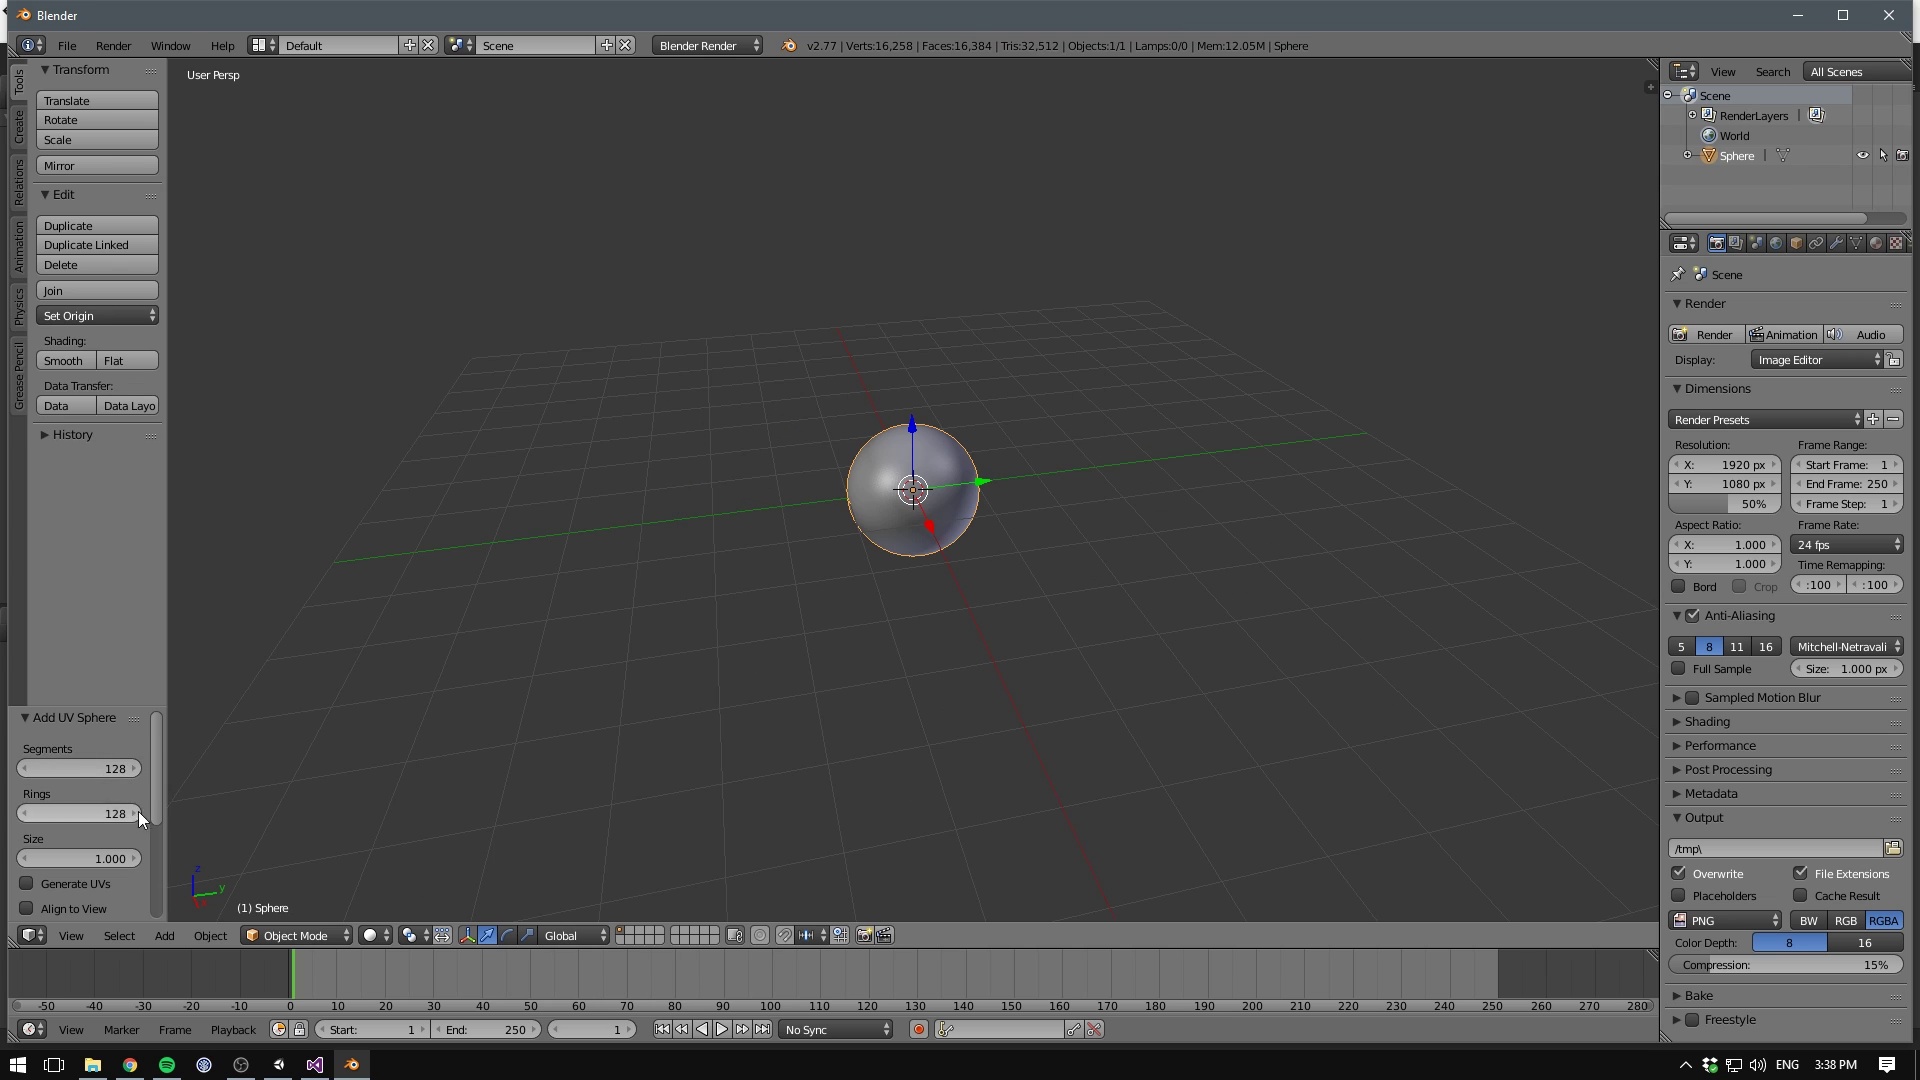 Blender
File Render Window Help Default Scene Blender Render v2.77 | Verts:16,258 | Faces:16,384 | Tris:32,512 | Objects:1/1 | Lamps:0/0 | Mem:12.05M | Sphere
Tools
Create
Relations
Animation
Physics
Grease Pencil
Transform
Translate
Rotate
Scale
Mirror
Edit
Duplicate
Duplicate Linked
Delete
Join
Set Origin
Shading:
Smooth Flat
Data Transfer:
Data Data Layo
History
Add UV Sphere
Segments
128
Rings
128
Size
1.000
Generate UVs
Align to View
User Persp
z
y
(1) Sphere
View Select Add Object Object Mode Global
-50 -40 -30 -20 -10 0 10 20 30 40 50 60 70 80 90 100 110 120 130 140 150 160 170 180 190 200 210 220 230 240 250 260 270 280
View Marker Frame Playback Start: 1 End: 250 1 No Sync
View Search All Scenes
Scene
RenderLayers |
World
Sphere |
Scene
Render
Render Animation Audio
Display: Image Editor
Dimensions
Render Presets
Resolution: Frame Range:
X: 1920 px Start Frame: 1
Y: 1080 px End Frame: 250
50% Frame Step: 1
Aspect Ratio: Frame Rate:
X: 1.000 24 fps
Y: 1.000 Time Remapping:
Bord Crop :100 :100
Anti-Aliasing
5 8 11 16 Mitchell-Netravali
Full Sample Size: 1.000 px
Sampled Motion Blur
Shading
Performance
Post Processing
Metadata
Output
/tmp\
Overwrite File Extensions
Placeholders Cache Result
PNG BW RGB RGBA
Color Depth: 8 16
Compression: 15%
Bake
Freestyle
ENG 3:38 PM